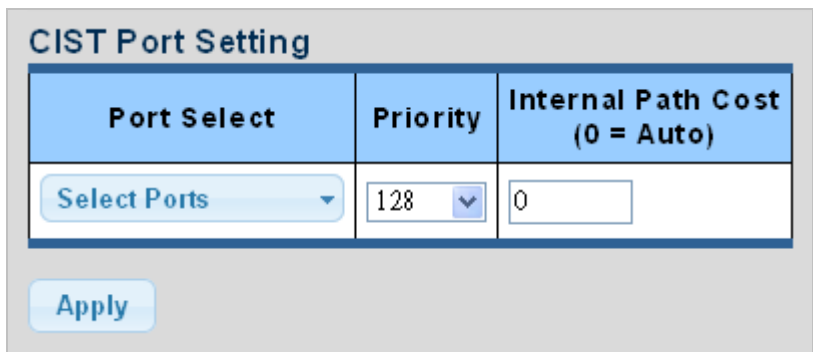 CIST Port Setting
Port Select
Priority
Internal Path Cost
(0 = Auto)
Select Ports
128
0
Apply